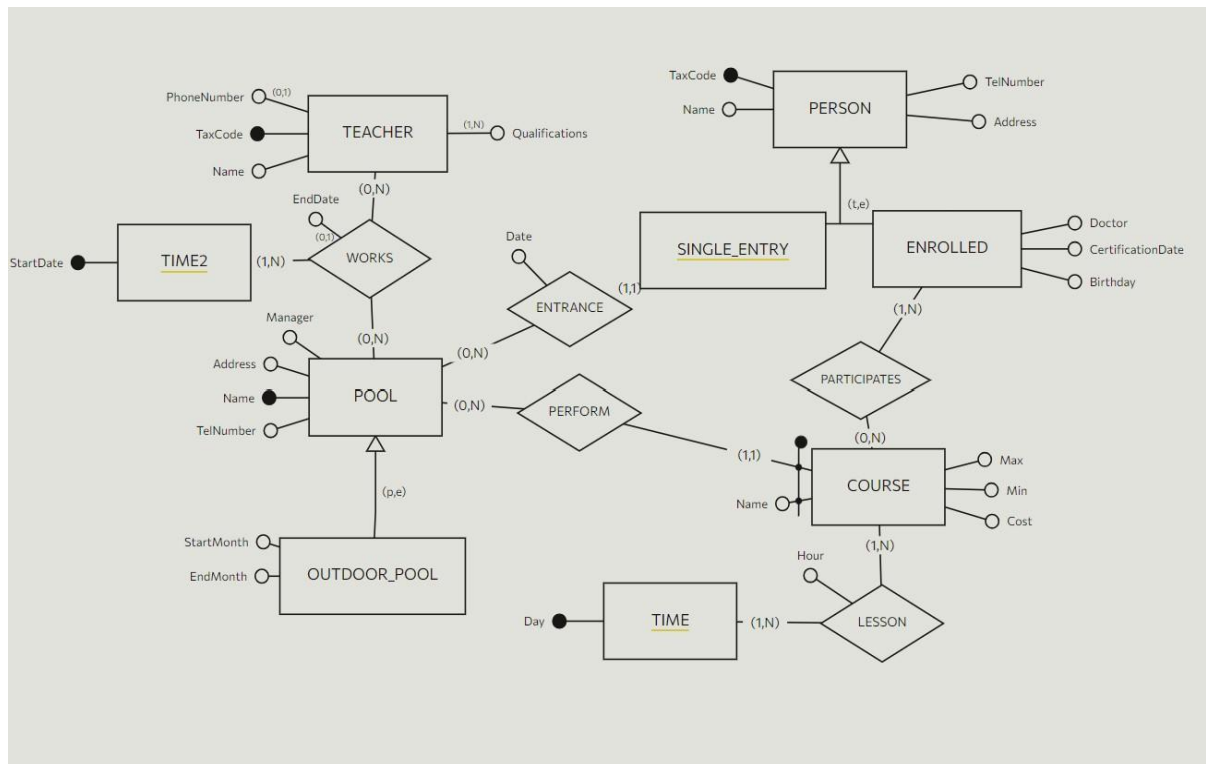 TaxCode
TelNumber
PERSON
PhoneNumber
(0,1)
Name
Address
TEACHER
(1,N)
Qualifications
TaxCode
Name
(0,N)
EndDate
(t,e)
Doctor
(0,1)
Date
SINGLE_ENTRY
ENROLLED
CertificationDate
StartDate
TIME2
(1,N)
WORKS
Birthday
(1,1)
ENTRANCE
(1,N)
Manager
(0,N)
(0,N)
Address
PARTICIPATES
Name
POOL
(0,N)
PERFORM
TelNumber
(0,N)
(1,1)
Max
COURSE
Min
(p,e)
Name
Cost
StartMonth
(1,N)
Hour
EndMonth
OUTDOOR_POOL
Day
TIME
(1,N)
LESSON